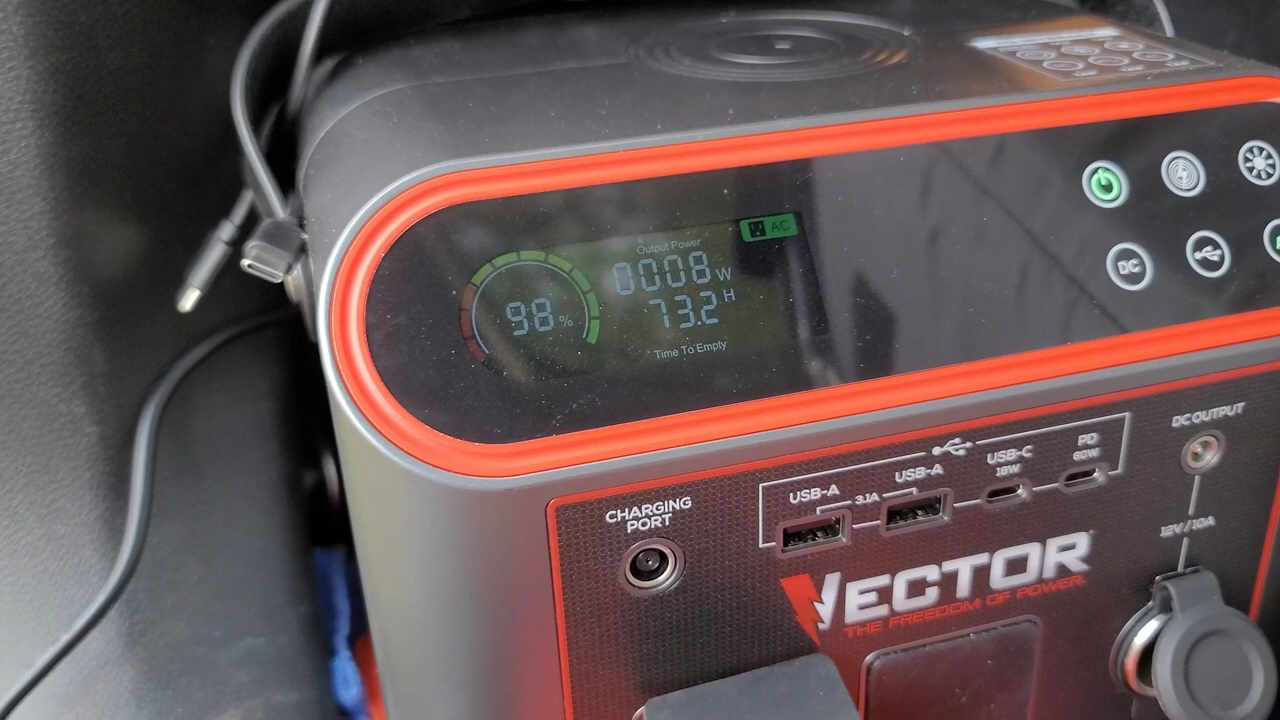 AC
Output Power
0008 W
98 %
73.2 H
Time To Empty
DC
DC OUTPUT
PD
60W
USB-C
18W
USB-A
3.1A
USB-A
CHARGING
PORT
12V/10A
VECTOR
THE FREEDOM OF POWER.